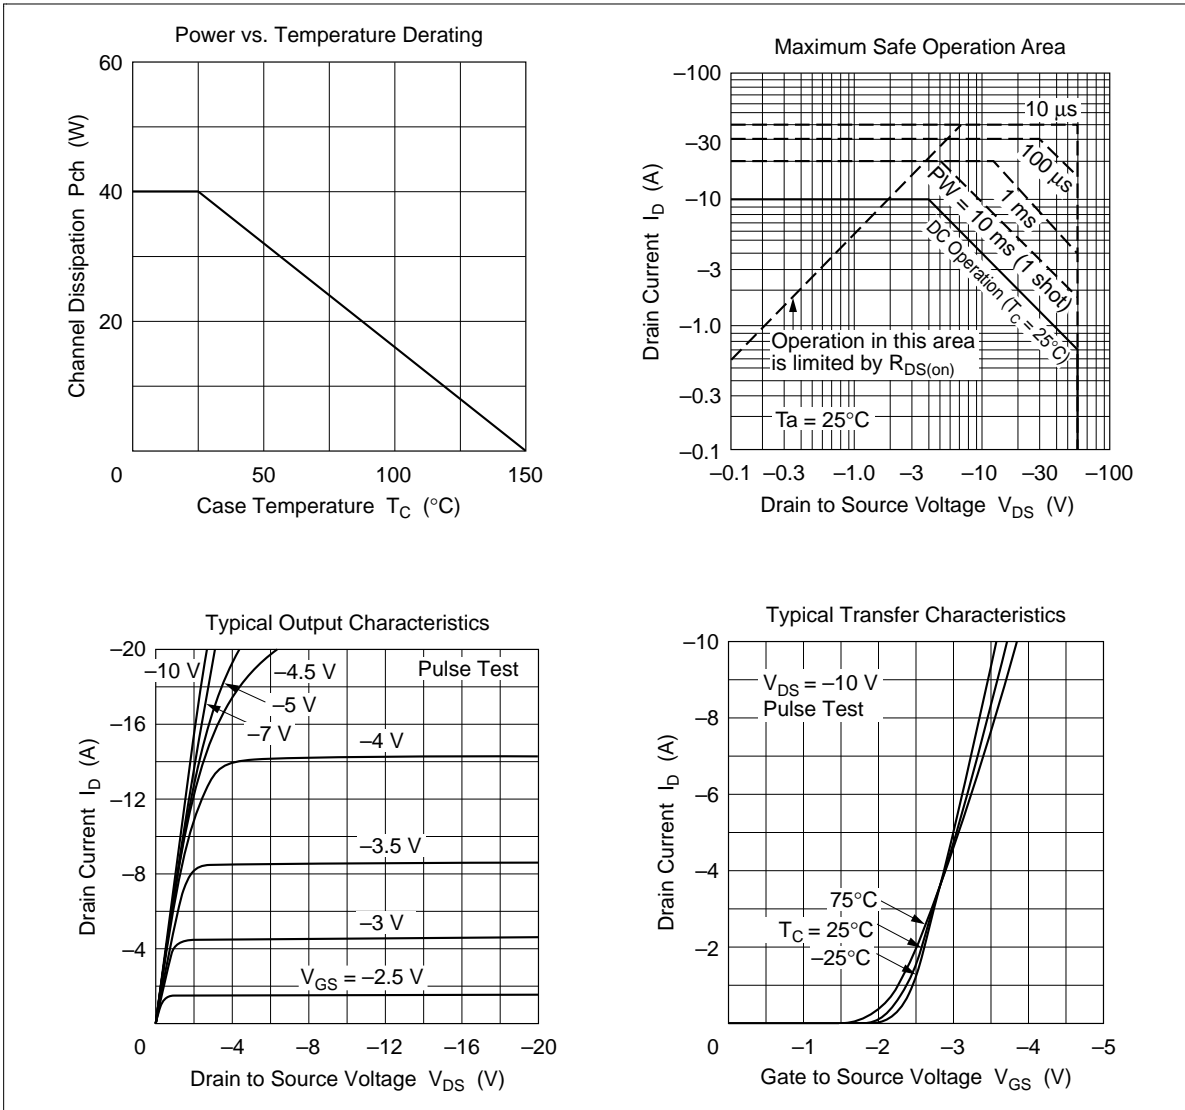 Power vs. Temperature Derating
60
40
20
0
50
100
150
Channel Dissipation Pch (W)
Case Temperature T_C (°C)
Maximum Safe Operation Area
–100
–30
–10
–3
–1.0
–0.3
–0.1
–0.1 –0.3 –1.0 –3 –10 –30 –100
Drain Current I_D (A)
Drain to Source Voltage V_DS (V)
10 µs
100 µs
1 ms
PW = 10 ms (1 shot)
DC Operation (T_C = 25°C)
Operation in this area
is limited by R_DS(on)
Ta = 25°C
Typical Output Characteristics
–20
–16
–12
–8
–4
0 –4 –8 –12 –16 –20
Drain Current I_D (A)
Drain to Source Voltage V_DS (V)
–10 V
–4.5 V
Pulse Test
–5 V
–7 V
–4 V
–3.5 V
–3 V
V_GS = –2.5 V
Typical Transfer Characteristics
–10
–8
–6
–4
–2
0 –1 –2 –3 –4 –5
Drain Current I_D (A)
Gate to Source Voltage V_GS (V)
V_DS = –10 V
Pulse Test
75°C
T_C = 25°C
–25°C